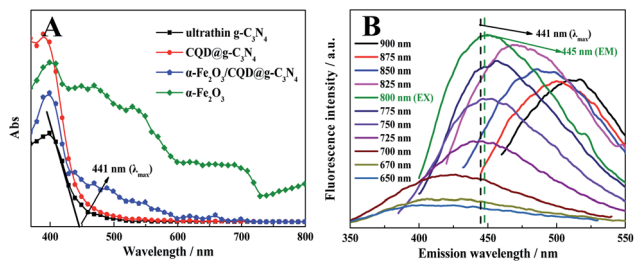 A
ultrathin g-C₃N₄
CQD@g-C₃N₄
α-Fe₂O₃/CQD@g-C₃N₄
α-Fe₂O₃
441 nm (λmax)
Abs
400 500 600 700 800
Wavelength / nm
B
441 nm (λmax)
445 nm (EM)
900 nm
875 nm
850 nm
825 nm
800 nm (EX)
775 nm
750 nm
725 nm
700 nm
670 nm
650 nm
Fluorescence intensity / a.u.
350 400 450 500 550
Emission wavelength / nm